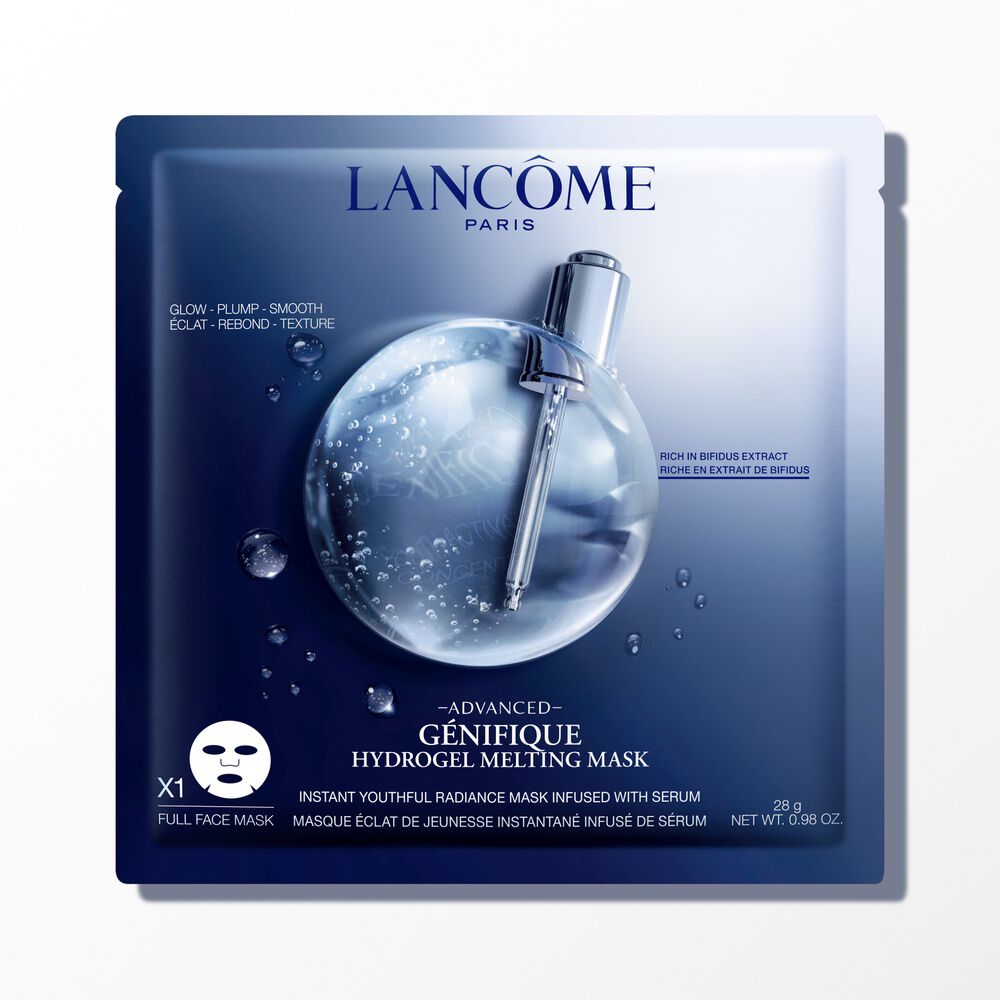 LANCÔME
PARIS
GLOW - PLUMP - SMOOTH
ÉCLAT - REBOND - TEXTURE
RICH IN BIFIDUS EXTRACT
RICHE EN EXTRAIT DE BIFIDUS
-ADVANCED-
GÉNIFIQUE
HYDROGEL MELTING MASK
X1
FULL FACE MASK
INSTANT YOUTHFUL RADIANCE MASK INFUSED WITH SERUM
MASQUE ÉCLAT DE JEUNESSE INSTANTANÉ INFUSÉ DE SÉRUM
28 g
NET WT. 0.98 OZ.